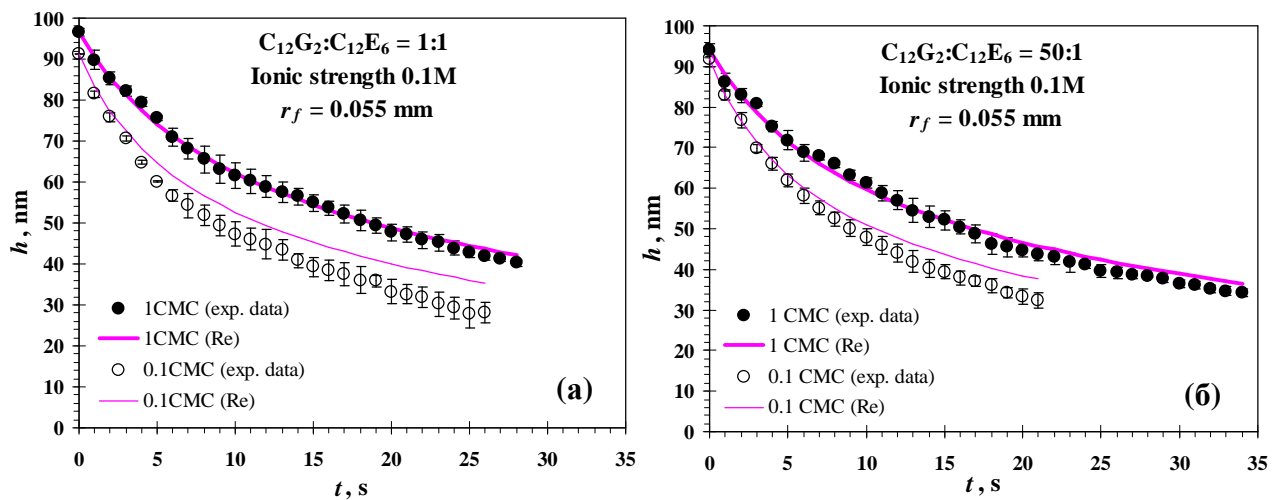 C₁₂G₂:C₁₂E₆ = 1:1
Ionic strength 0.1M
r_f = 0.055 mm
h, nm
100
90
80
70
60
50
40
30
20
10
0
1CMC (exp. data)
1CMC (Re)
0.1CMC (exp. data)
0.1CMC (Re)
(а)
0 5 10 15 20 25 30 35
t, s
C₁₂G₂:C₁₂E₆ = 50:1
Ionic strength 0.1M
r_f = 0.055 mm
h, nm
100
90
80
70
60
50
40
30
20
10
0
1 CMC (exp. data)
1 CMC (Re)
0.1 CMC (exp. data)
0.1 CMC (Re)
(б)
0 5 10 15 20 25 30 35
t, s